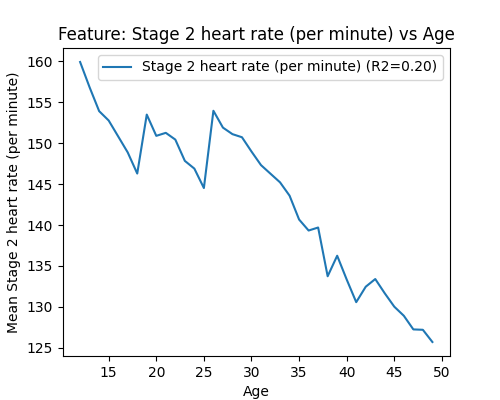 Feature: Stage 2 heart rate (per minute) vs Age
Stage 2 heart rate (per minute) (R2=0.20)
Mean Stage 2 heart rate (per minute)
160
155
150
145
140
135
130
125
15 20 25 30 35 40 45 50
Age